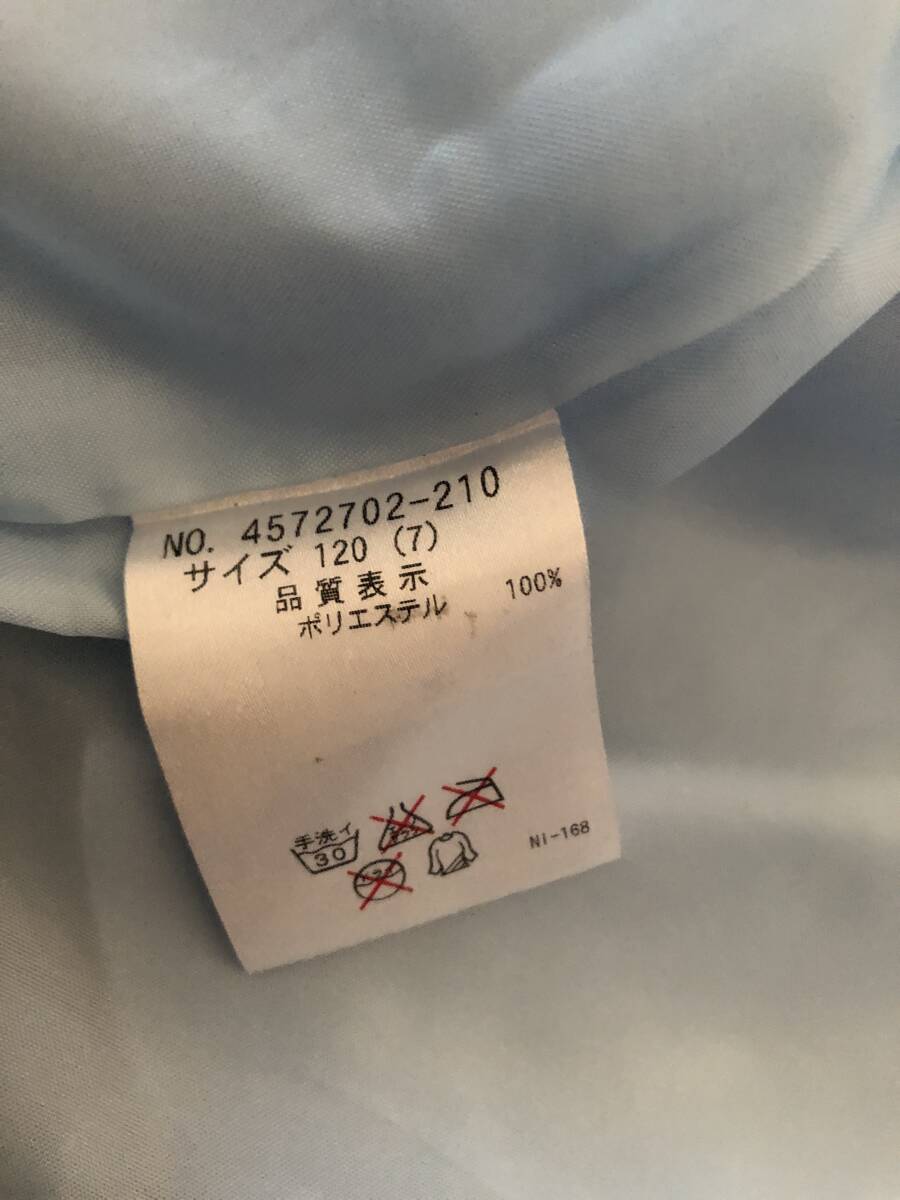 NO. 4572702-210
サイズ 120 (7)
品質表示
ポリエステル 100%
手洗イ
30
NI-168